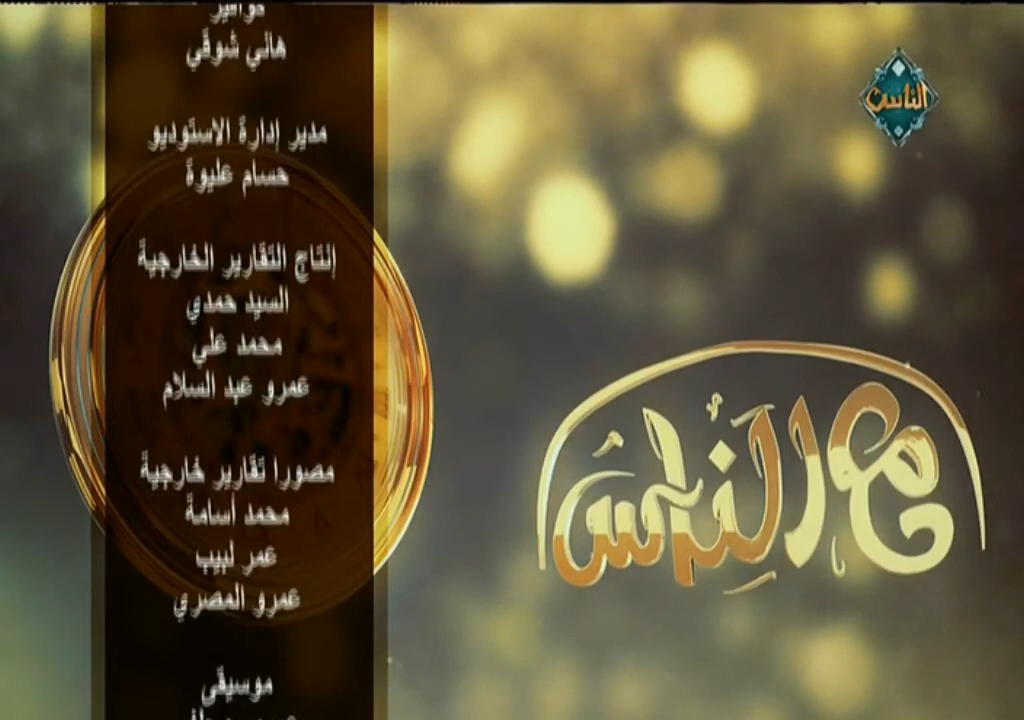 كوافير
هاني شوقي
مدير إدارة الاستوديو
حسام عليوة
إنتاج التقارير الخارجية
السيد حمدي
محمد علي
عمرو عبد السلام
مصورا تقارير خارجية
محمد أسامة
عمر لبيب
عمرو المصري
موسيقى
الناس
مع الناس